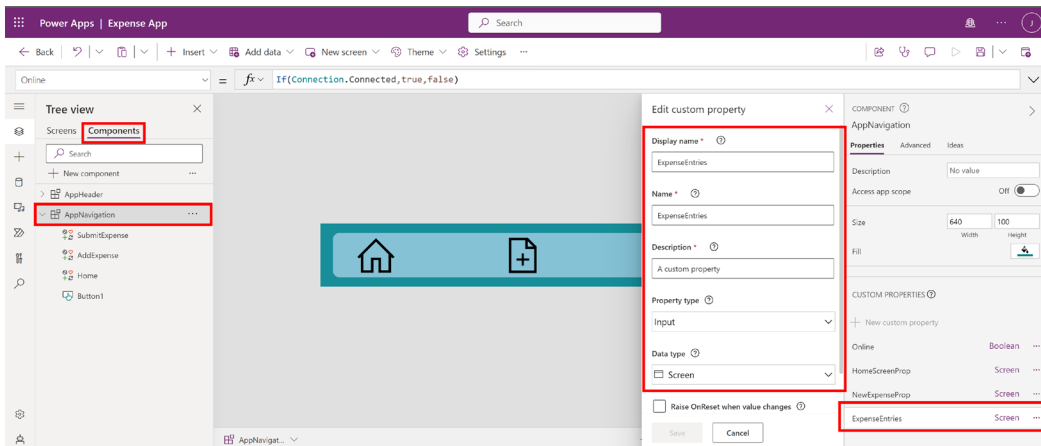 Power Apps | Expense App
Search
J
Back
Insert
Add data
New screen
Theme
Settings
Online
=
fx
If(Connection.Connected,true,false)
Tree view
Screens
Components
Search
New component
AppHeader
AppNavigation
SubmitExpense
AddExpense
Home
Button1
AppNavigat...
Edit custom property
Display name *
ExpenseEntries
Name *
ExpenseEntries
Description *
A custom property
Property type
Input
Data type
Screen
Raise OnReset when value changes
Save
Cancel
COMPONENT
AppNavigation
Properties Advanced Ideas
Description No value
Access app scope Off
Size 640 100
Width Height
Fill
CUSTOM PROPERTIES
New custom property
Online Boolean
HomeScreenProp Screen
NewExpenseProp Screen
ExpenseEntries Screen